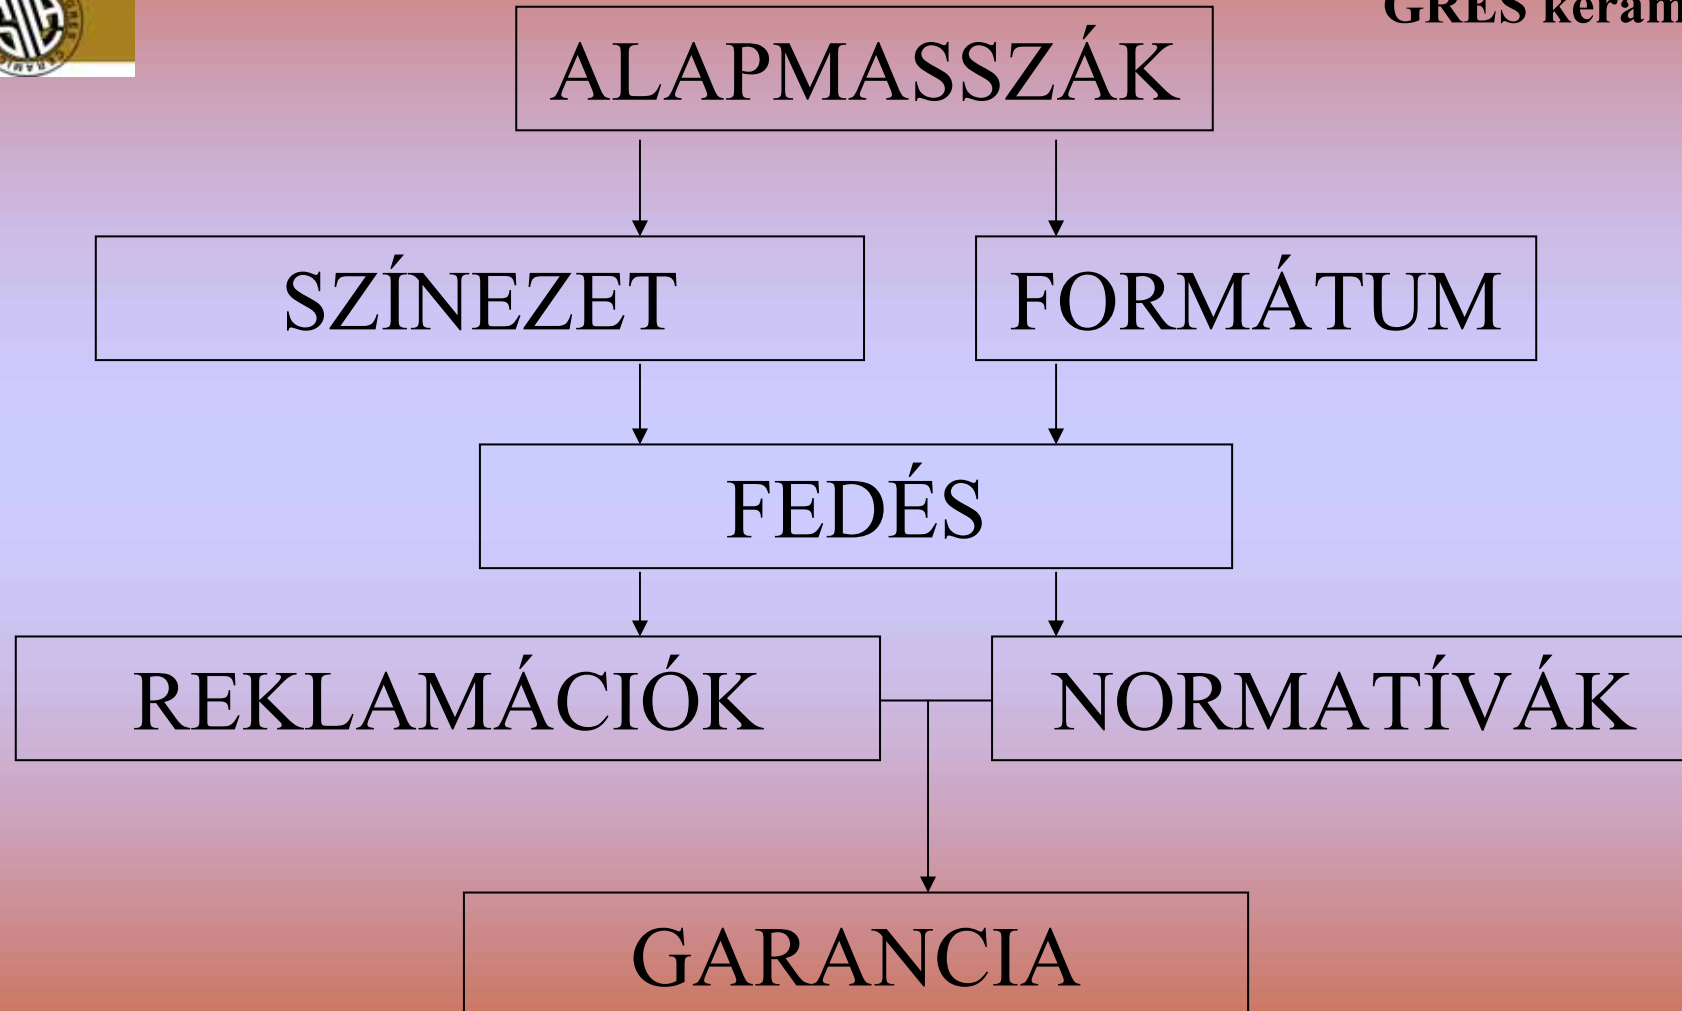 GRES kerám
ALAPMASSZÁK
SZÍNEZET
FORMÁTUM
FEDÉS
REKLAMÁCIÓK
NORMATÍVÁK
GARANCIA